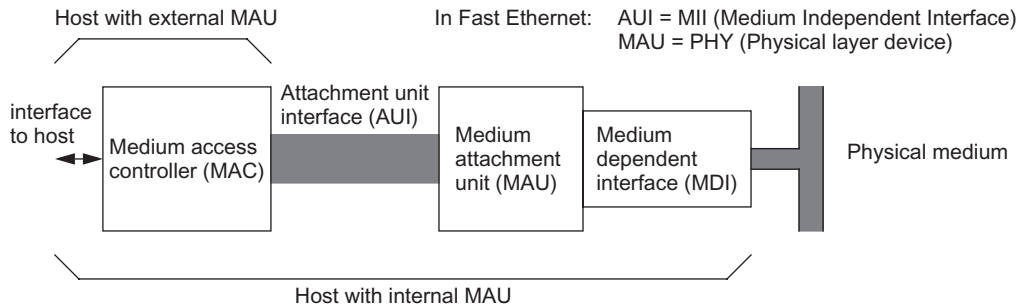 Host with external MAU
In Fast Ethernet: AUI = MII (Medium Independent Interface)
MAU = PHY (Physical layer device)
interface
to host
Medium access
controller (MAC)
Attachment unit
interface (AUI)
Medium
attachment
unit (MAU)
Medium
dependent
interface (MDI)
Physical medium
Host with internal MAU